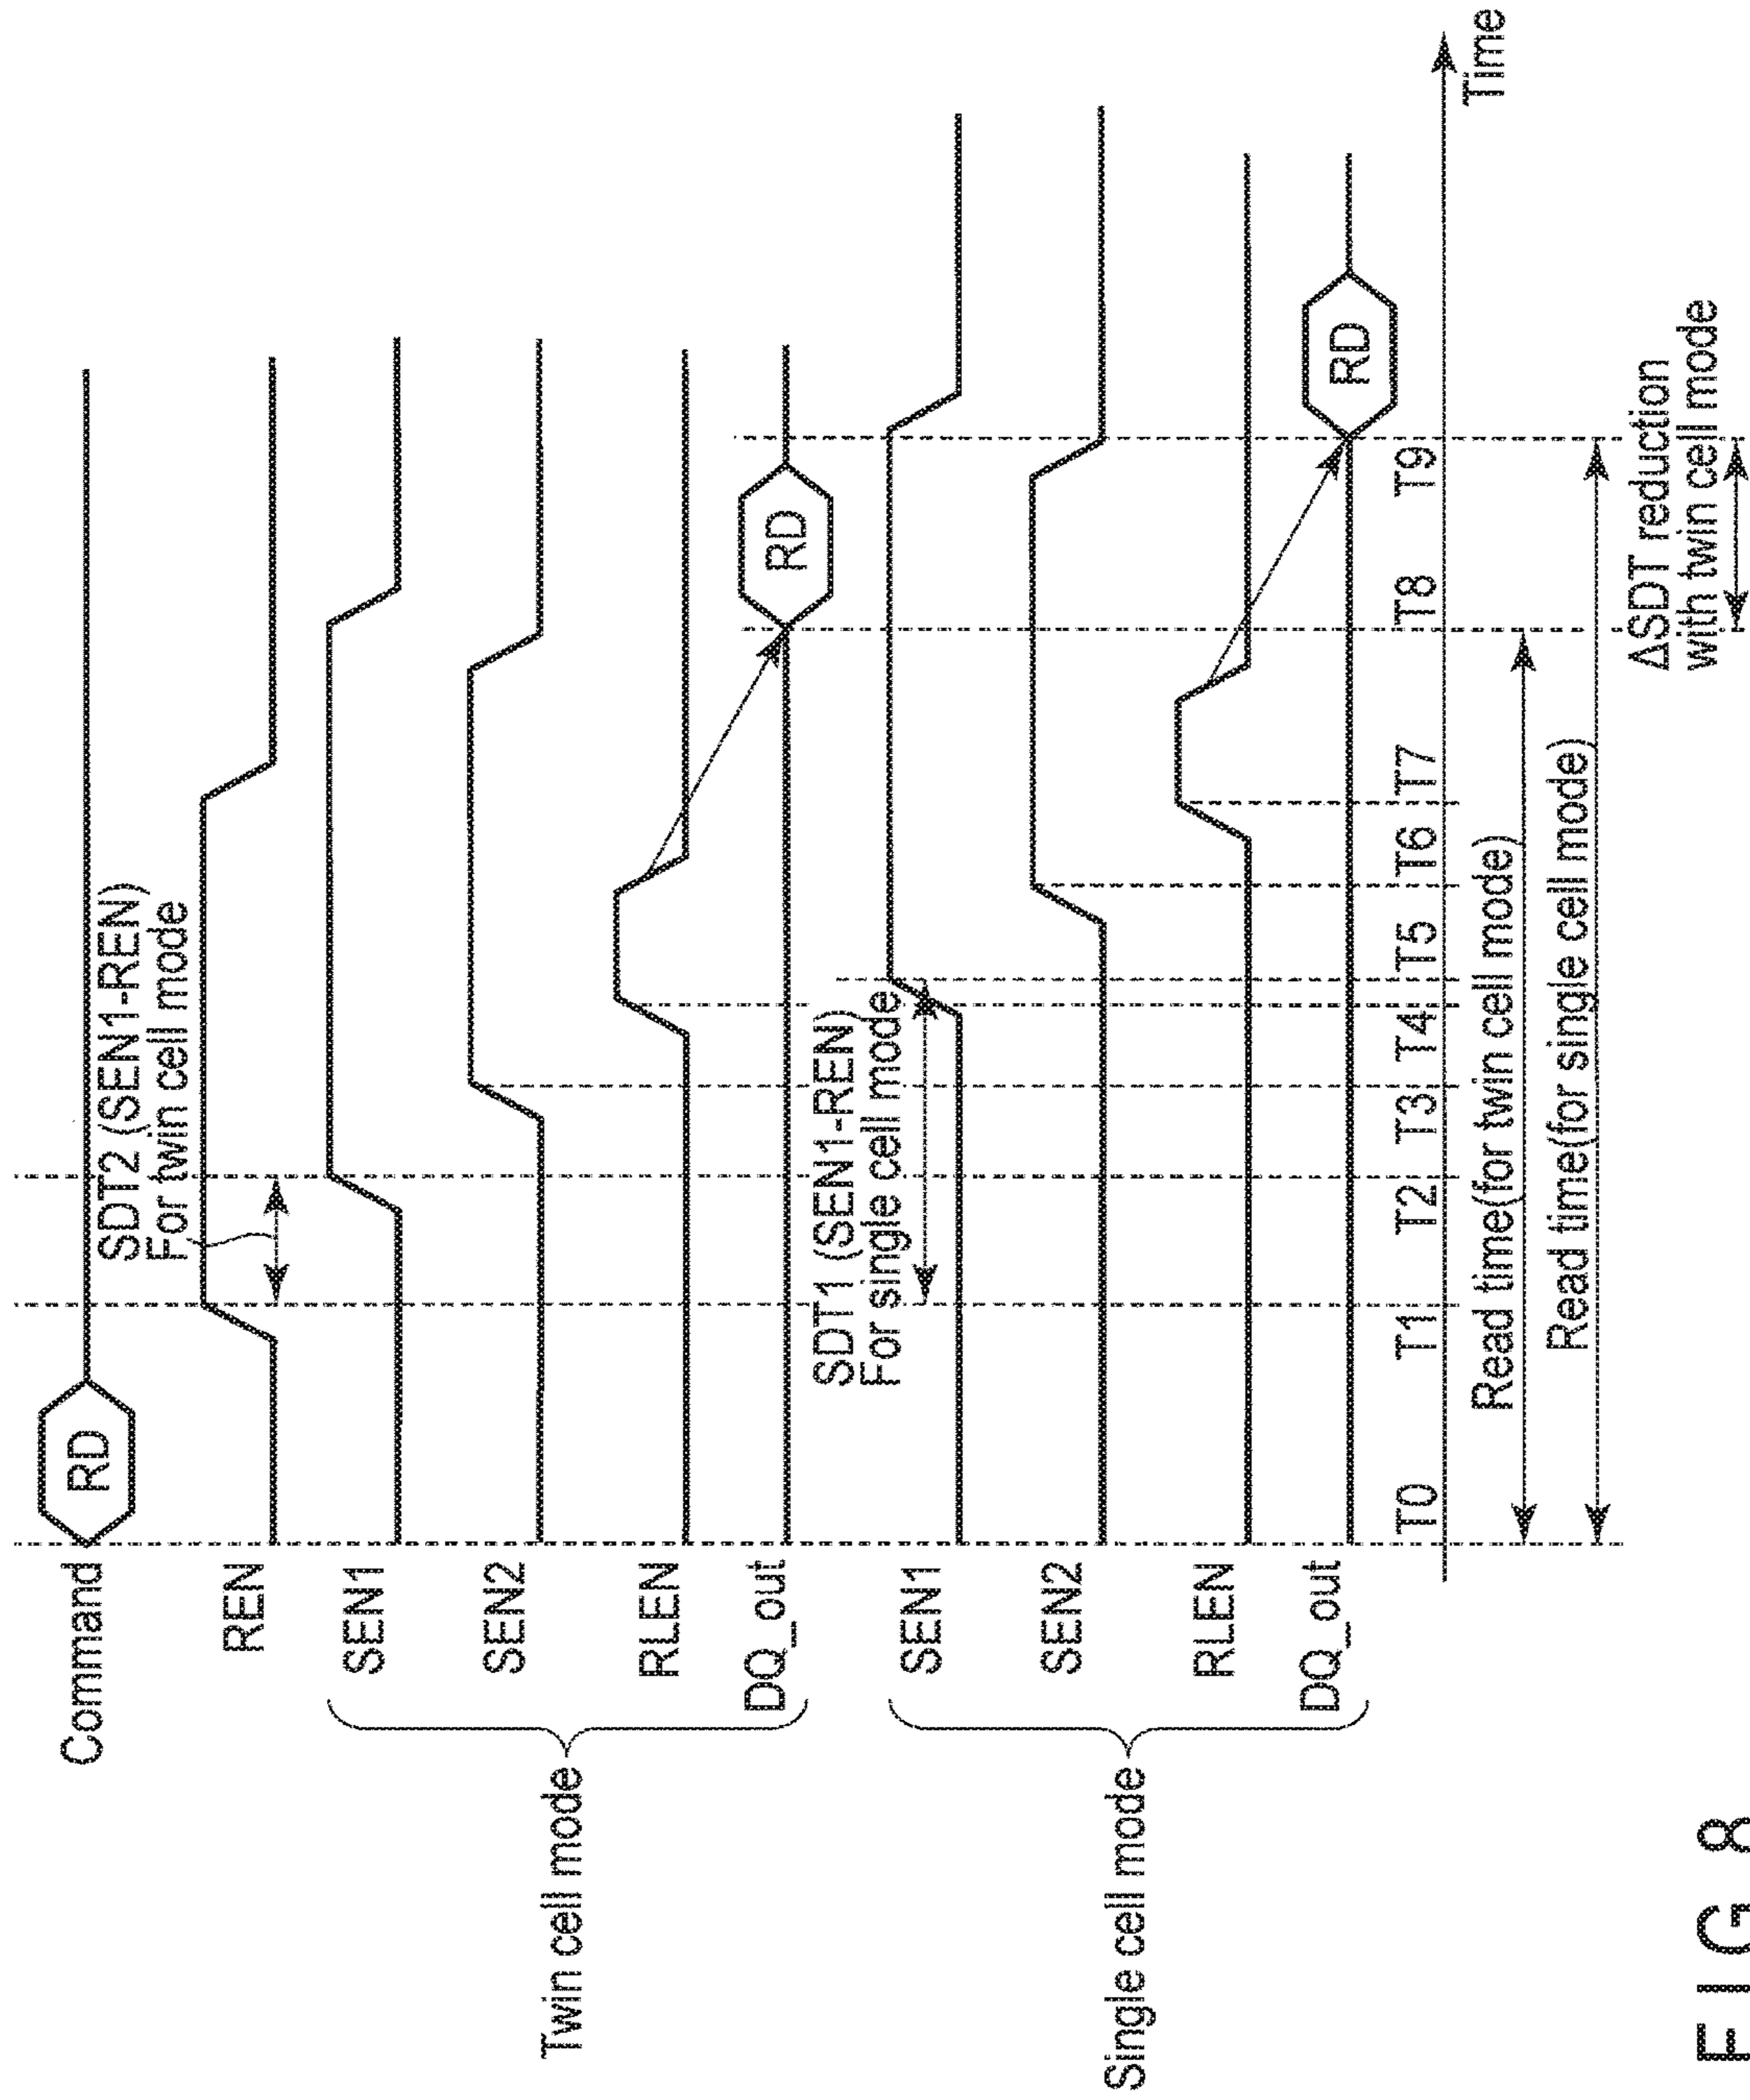 Command
RD
REN
SDT2 (SEN1-REN)
For twin cell mode
Twin cell mode
SEN1
SEN2
RLEN
DQ_out
RD
SDT1 (SEN1-REN)
For single cell mode
Single cell mode
SEN1
SEN2
RLEN
DQ_out
RD
T0 T1 T2 T3 T4 T5 T6 T7 T8 T9
Time
Read time(for twin cell mode)
Read time(for single cell mode)
ΔSDT reduction
with twin cell mode
FIG 8